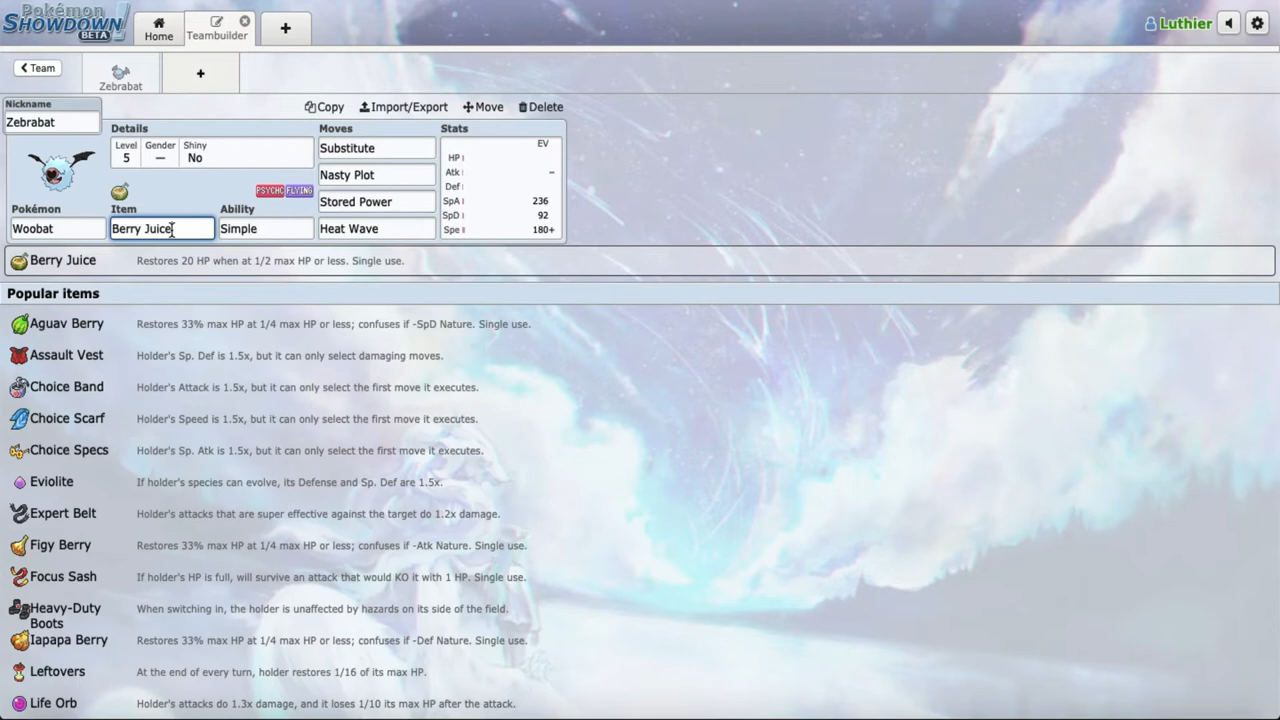 Pokémon
SHOWDOWN!
BETA
Home
Teambuilder
+
Luthier
Team
Zebrabat
+
Nickname
Zebrabat
Copy
Import/Export
Move
Delete
Details
Level
5
Gender
—
Shiny
No
PSYCHC FLYING
Pokémon
Woobat
Item
Berry Juice
Ability
Simple
Moves
Substitute
Nasty Plot
Stored Power
Heat Wave
Stats
EV
HP
Atk –
Def
SpA 236
SpD 92
Spe 180+
Berry Juice Restores 20 HP when at 1/2 max HP or less. Single use.
Popular items
Aguav Berry Restores 33% max HP at 1/4 max HP or less; confuses if -SpD Nature. Single use.
Assault Vest Holder's Sp. Def is 1.5x, but it can only select damaging moves.
Choice Band Holder's Attack is 1.5x, but it can only select the first move it executes.
Choice Scarf Holder's Speed is 1.5x, but it can only select the first move it executes.
Choice Specs Holder's Sp. Atk is 1.5x, but it can only select the first move it executes.
Eviolite If holder's species can evolve, its Defense and Sp. Def are 1.5x.
Expert Belt Holder's attacks that are super effective against the target do 1.2x damage.
Figy Berry Restores 33% max HP at 1/4 max HP or less; confuses if -Atk Nature. Single use.
Focus Sash If holder's HP is full, will survive an attack that would KO it with 1 HP. Single use.
Heavy-Duty Boots When switching in, the holder is unaffected by hazards on its side of the field.
Iapapa Berry Restores 33% max HP at 1/4 max HP or less; confuses if -Def Nature. Single use.
Leftovers At the end of every turn, holder restores 1/16 of its max HP.
Life Orb Holder's attacks do 1.3x damage, and it loses 1/10 its max HP after the attack.